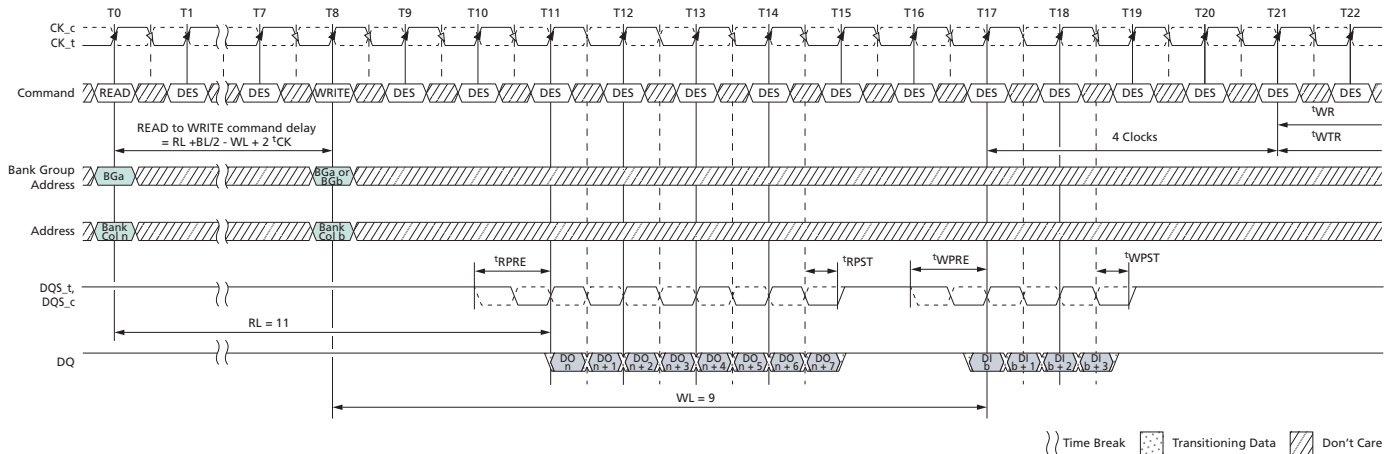 T0 T1 T7 T8 T9 T10 T11 T12 T13 T14 T15 T16 T17 T18 T19 T20 T21 T22
CK_c
CK_t
Command READ DES DES WRITE DES DES DES DES DES DES DES DES DES DES DES DES DES DES
READ to WRITE command delay
= RL +BL/2 - WL + 2 tCK
tWR
4 Clocks
tWTR
Bank Group
Address
BGa
BGa or
BGb
Address
Bank
Col n
Bank
Col b
tRPRE tRPST tWPRE tWPST
DQS_t,
DQS_c
RL = 11
DQ
DO
n
DO
n + 1
DO
n + 2
DO
n + 3
DO
n + 4
DO
n + 5
DO
n + 6
DO
n + 7
DI
b
DI
b + 1
DI
b + 2
DI
b + 3
WL = 9
Time Break Transitioning Data Don't Care